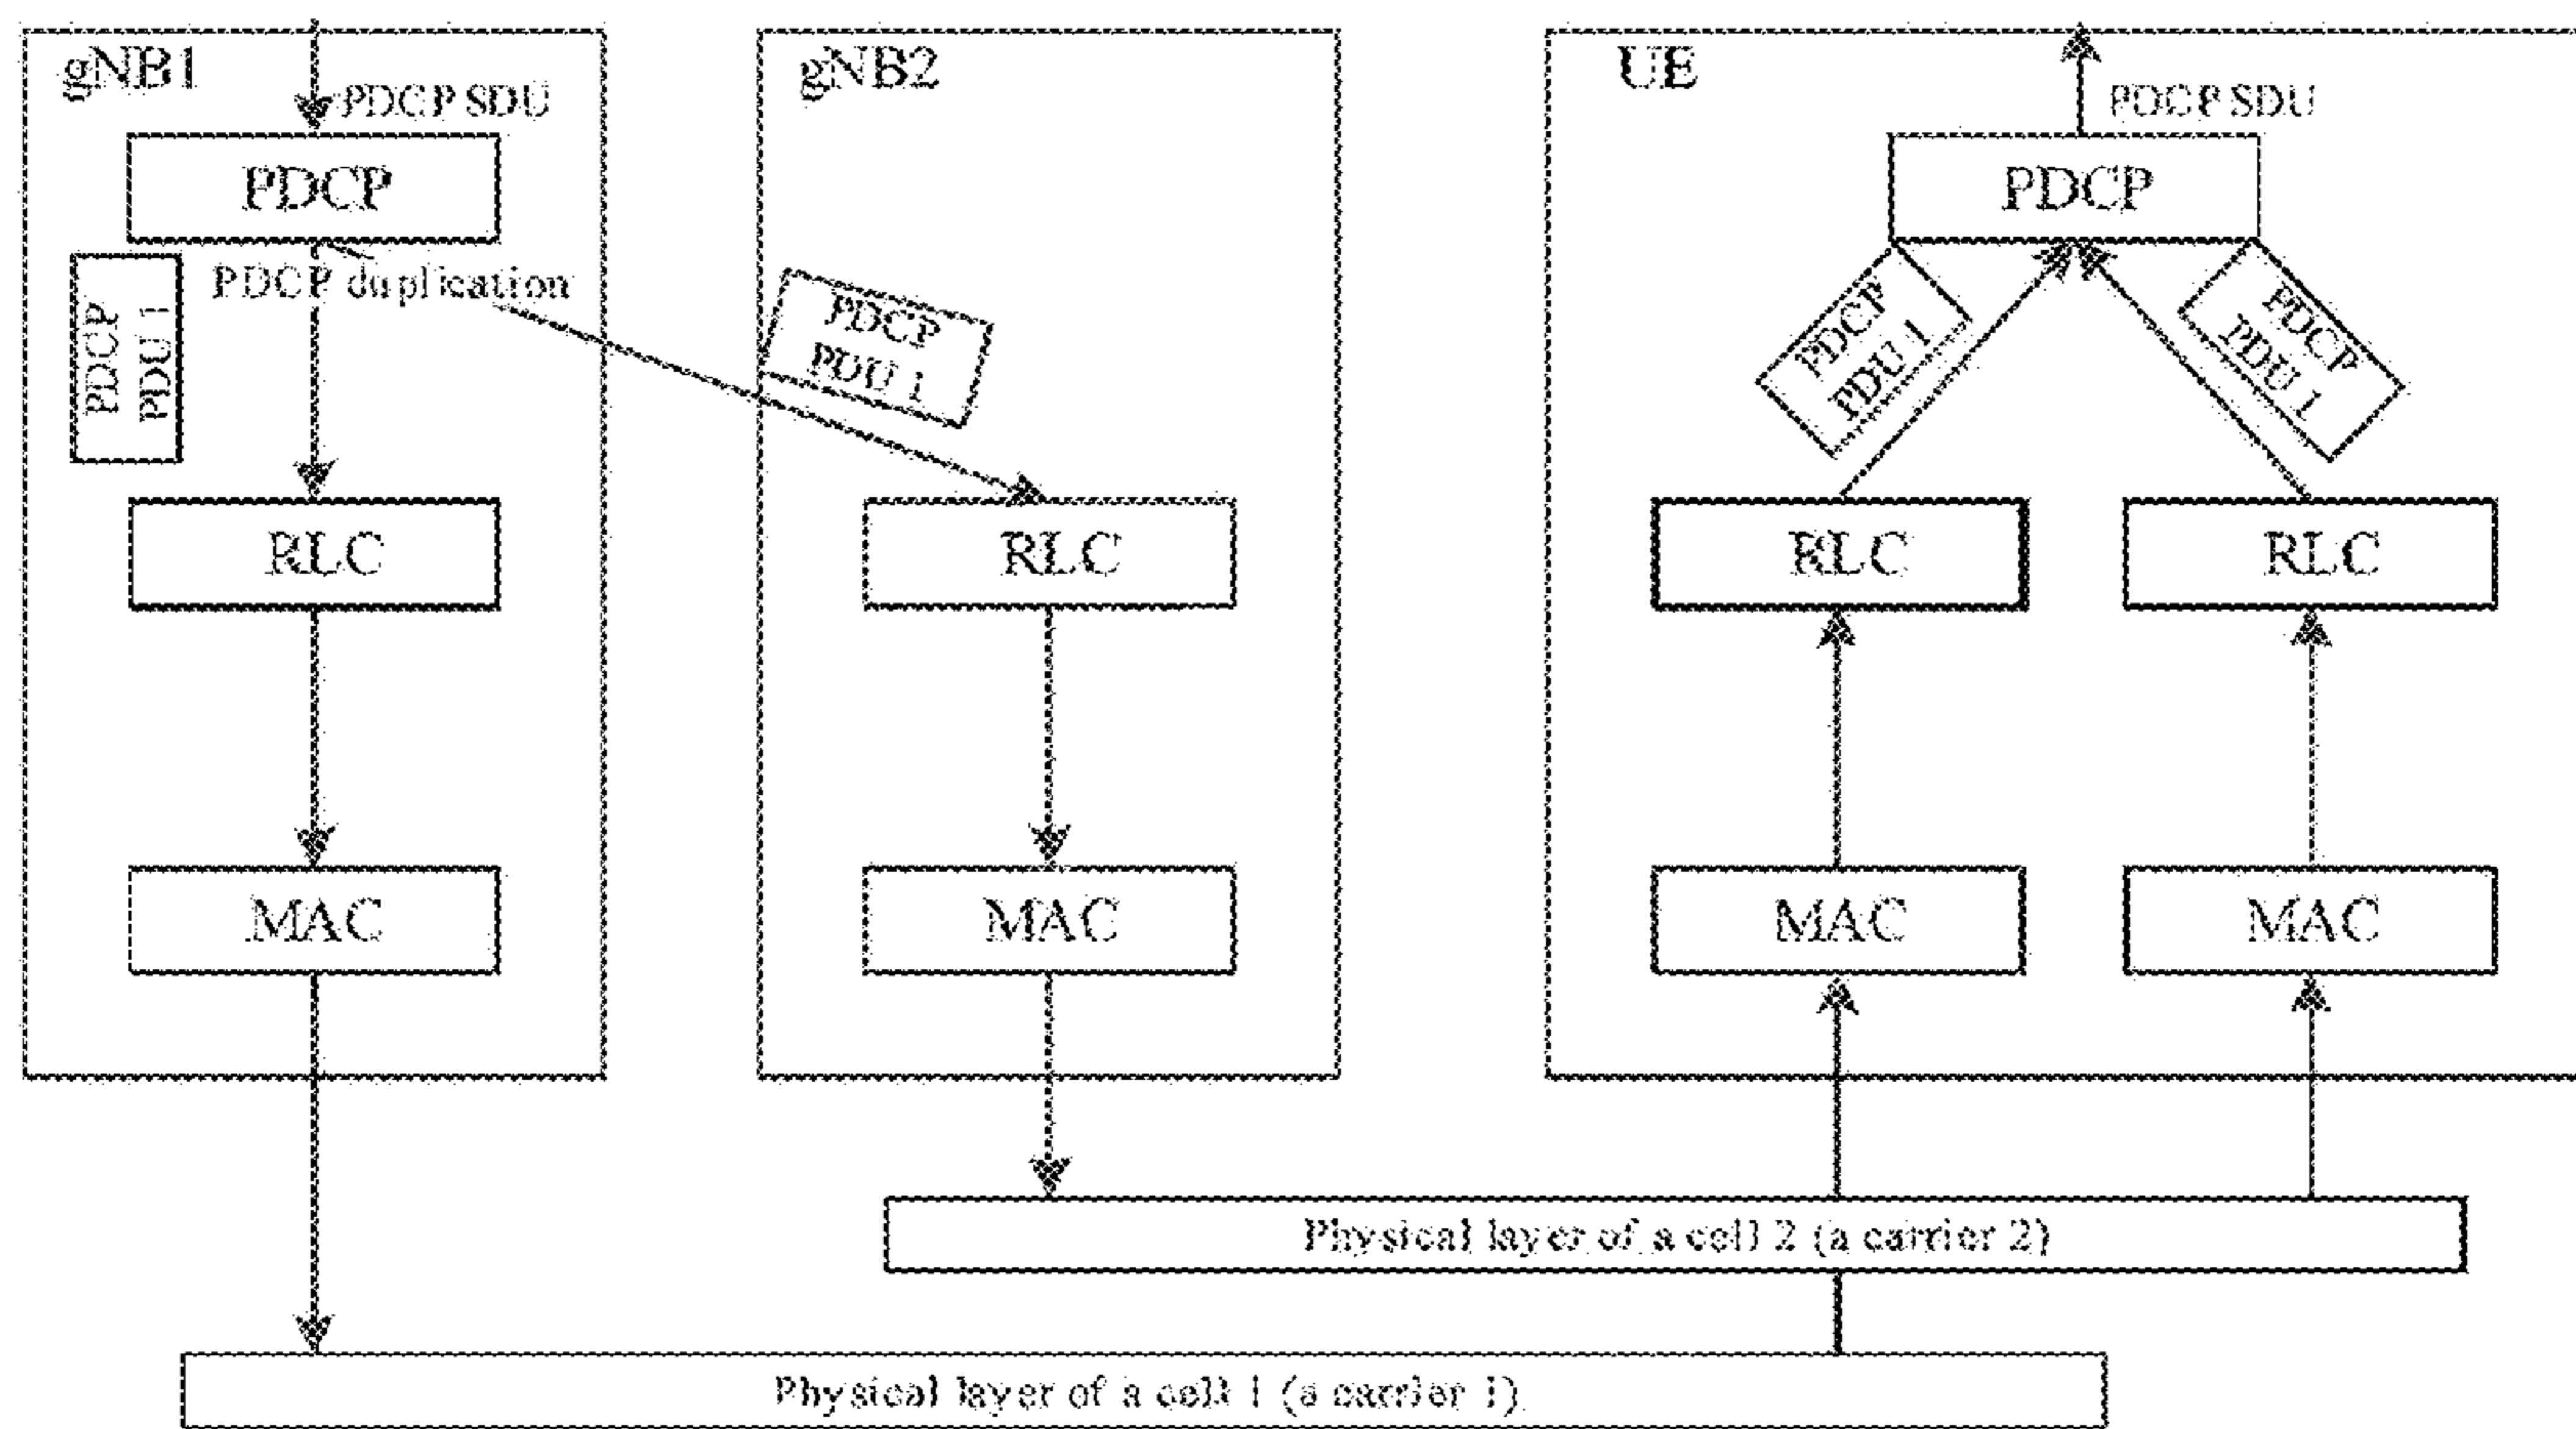 gNB1
PDCP SDU
PDCP
PDCP duplication
PDCP
PDU 1
RLC
MAC
gNB2
PDCP
PDU 1
RLC
MAC
UE
PDCP SDU
PDCP
PDCP
PDU 1
PDCP
PDU 1
RLC
RLC
MAC
MAC
Physical layer of a cell 2 (a carrier 2)
Physical layer of a cell 1 (a carrier 1)